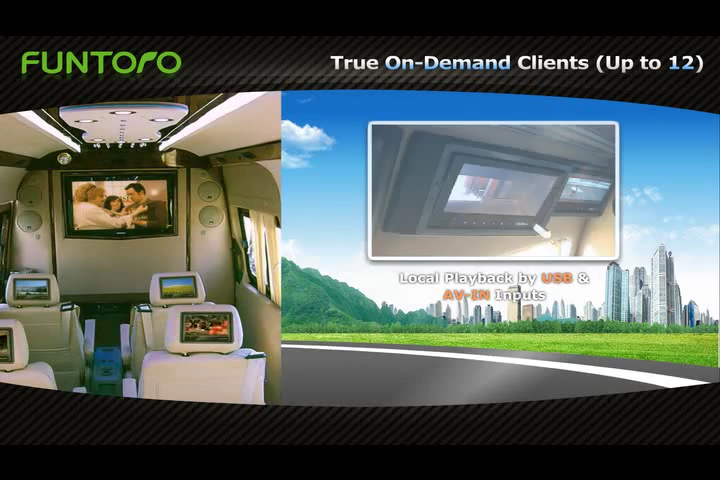 FUNTORO
True On-Demand Clients (Up to 12)
Local Playback by USB &
AV-IN Inputs